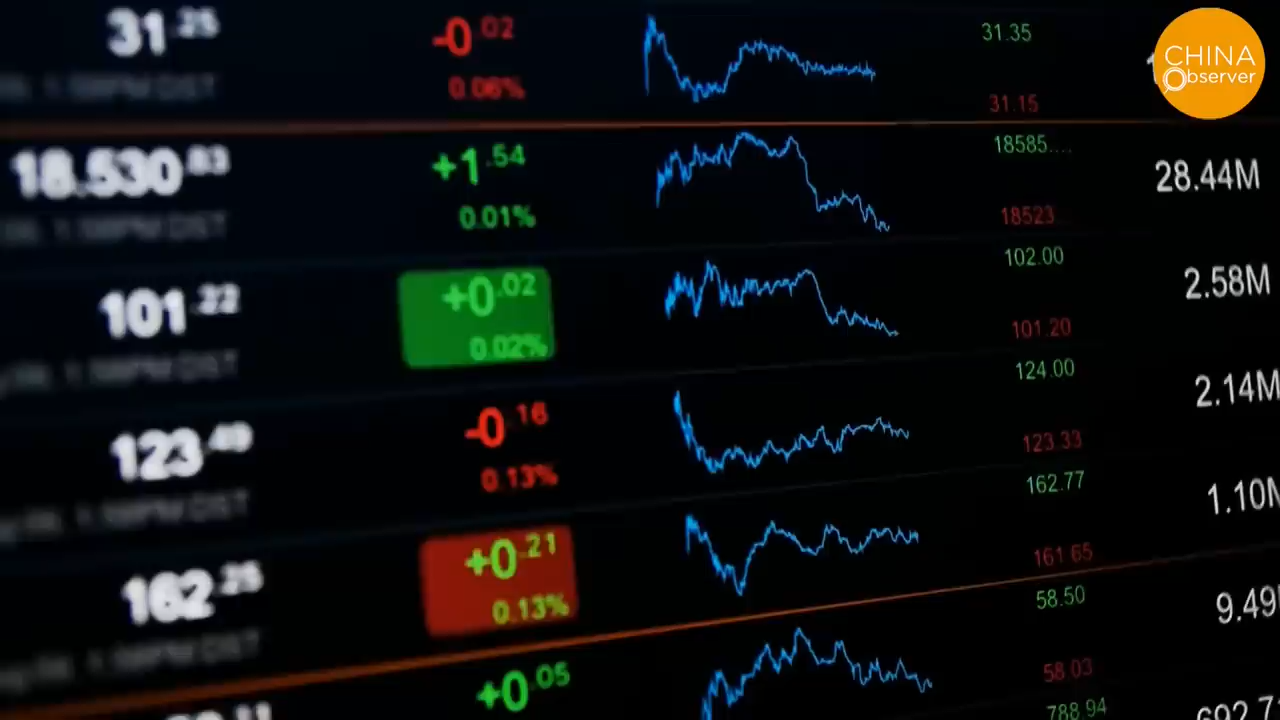 31.25 -0.02 31.35
0.06% 31.15
CHINA
Observer
18.530.83 +1.54 18585.... 28.44M
0.01% 18523
101.22 +0.02 102.00 2.58M
0.02% 101.20
123.49 -0.16 124.00 2.14M
0.13% 123.33
162.25 +0.21 162.77 1.10M
0.13% 161.65
+0.05 58.50 9.49
58.03
788.94